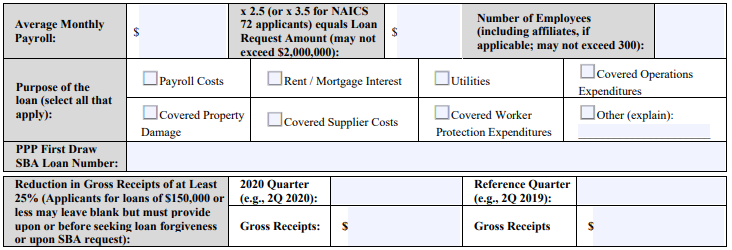 Average Monthly
Payroll:
$
x 2.5 (or x 3.5 for NAICS
72 applicants) equals Loan
Request Amount (may not
exceed $2,000,000):
$
Number of Employees
(including affiliates, if
applicable; may not exceed 300):
Purpose of the
loan (select all that
apply):
Payroll Costs
Rent / Mortgage Interest
Utilities
Covered Operations
Expenditures
Covered Property
Damage
Covered Supplier Costs
Covered Worker
Protection Expenditures
Other (explain):
PPP First Draw
SBA Loan Number:
Reduction in Gross Receipts of at Least
25% (Applicants for loans of $150,000 or
less may leave blank but must provide
upon or before seeking loan forgiveness
or upon SBA request):
2020 Quarter
(e.g., 2Q 2020):
Reference Quarter
(e.g., 2Q 2019):
Gross Receipts:
$
Gross Receipts
$